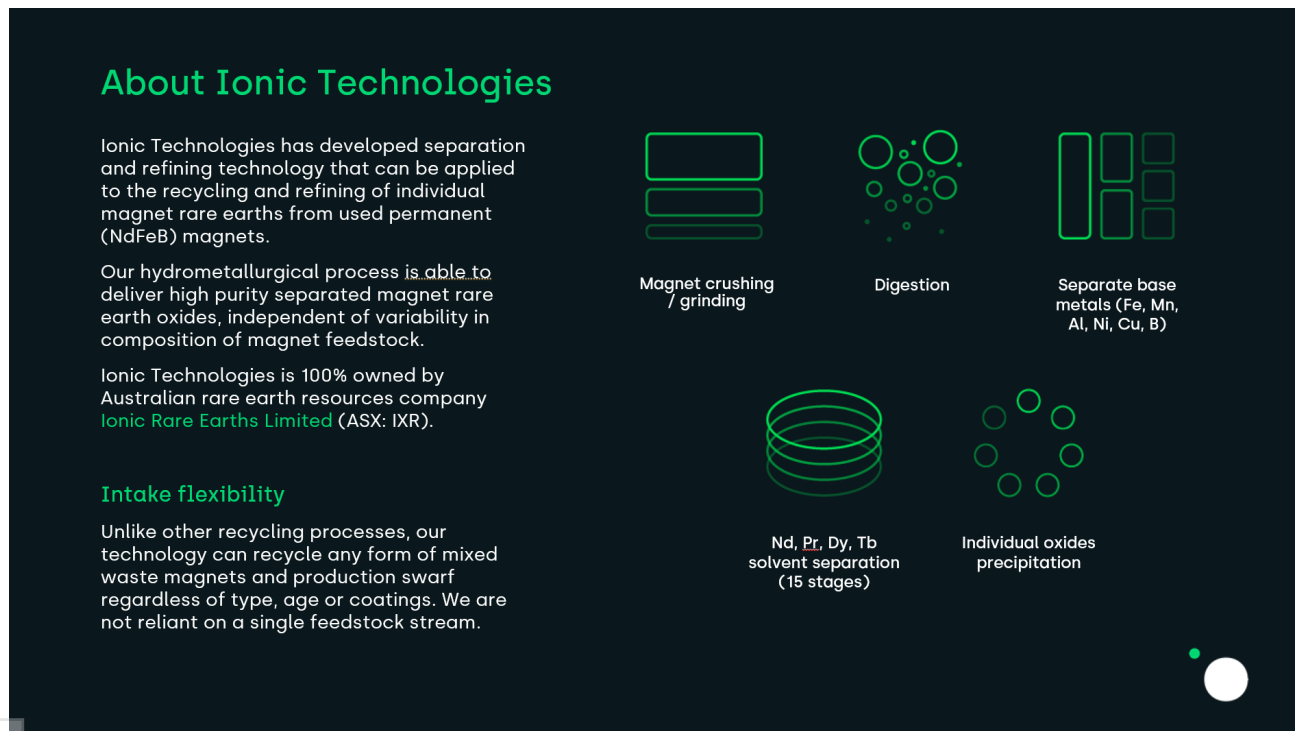 About Ionic Technologies
Ionic Technologies has developed separation
and refining technology that can be applied
to the recycling and refining of individual
magnet rare earths from used permanent
(NdFeB) magnets.
Our hydrometallurgical process is able to
deliver high purity separated magnet rare
earth oxides, independent of variability in
composition of magnet feedstock.
Ionic Technologies is 100% owned by
Australian rare earth resources company
Ionic Rare Earths Limited (ASX: IXR).
Intake flexibility
Unlike other recycling processes, our
technology can recycle any form of mixed
waste magnets and production swarf
regardless of type, age or coatings. We are
not reliant on a single feedstock stream.
Magnet crushing
/ grinding
Digestion
Separate base
metals (Fe, Mn,
Al, Ni, Cu, B)
Nd, Pr, Dy, Tb
solvent separation
(15 stages)
Individual oxides
precipitation